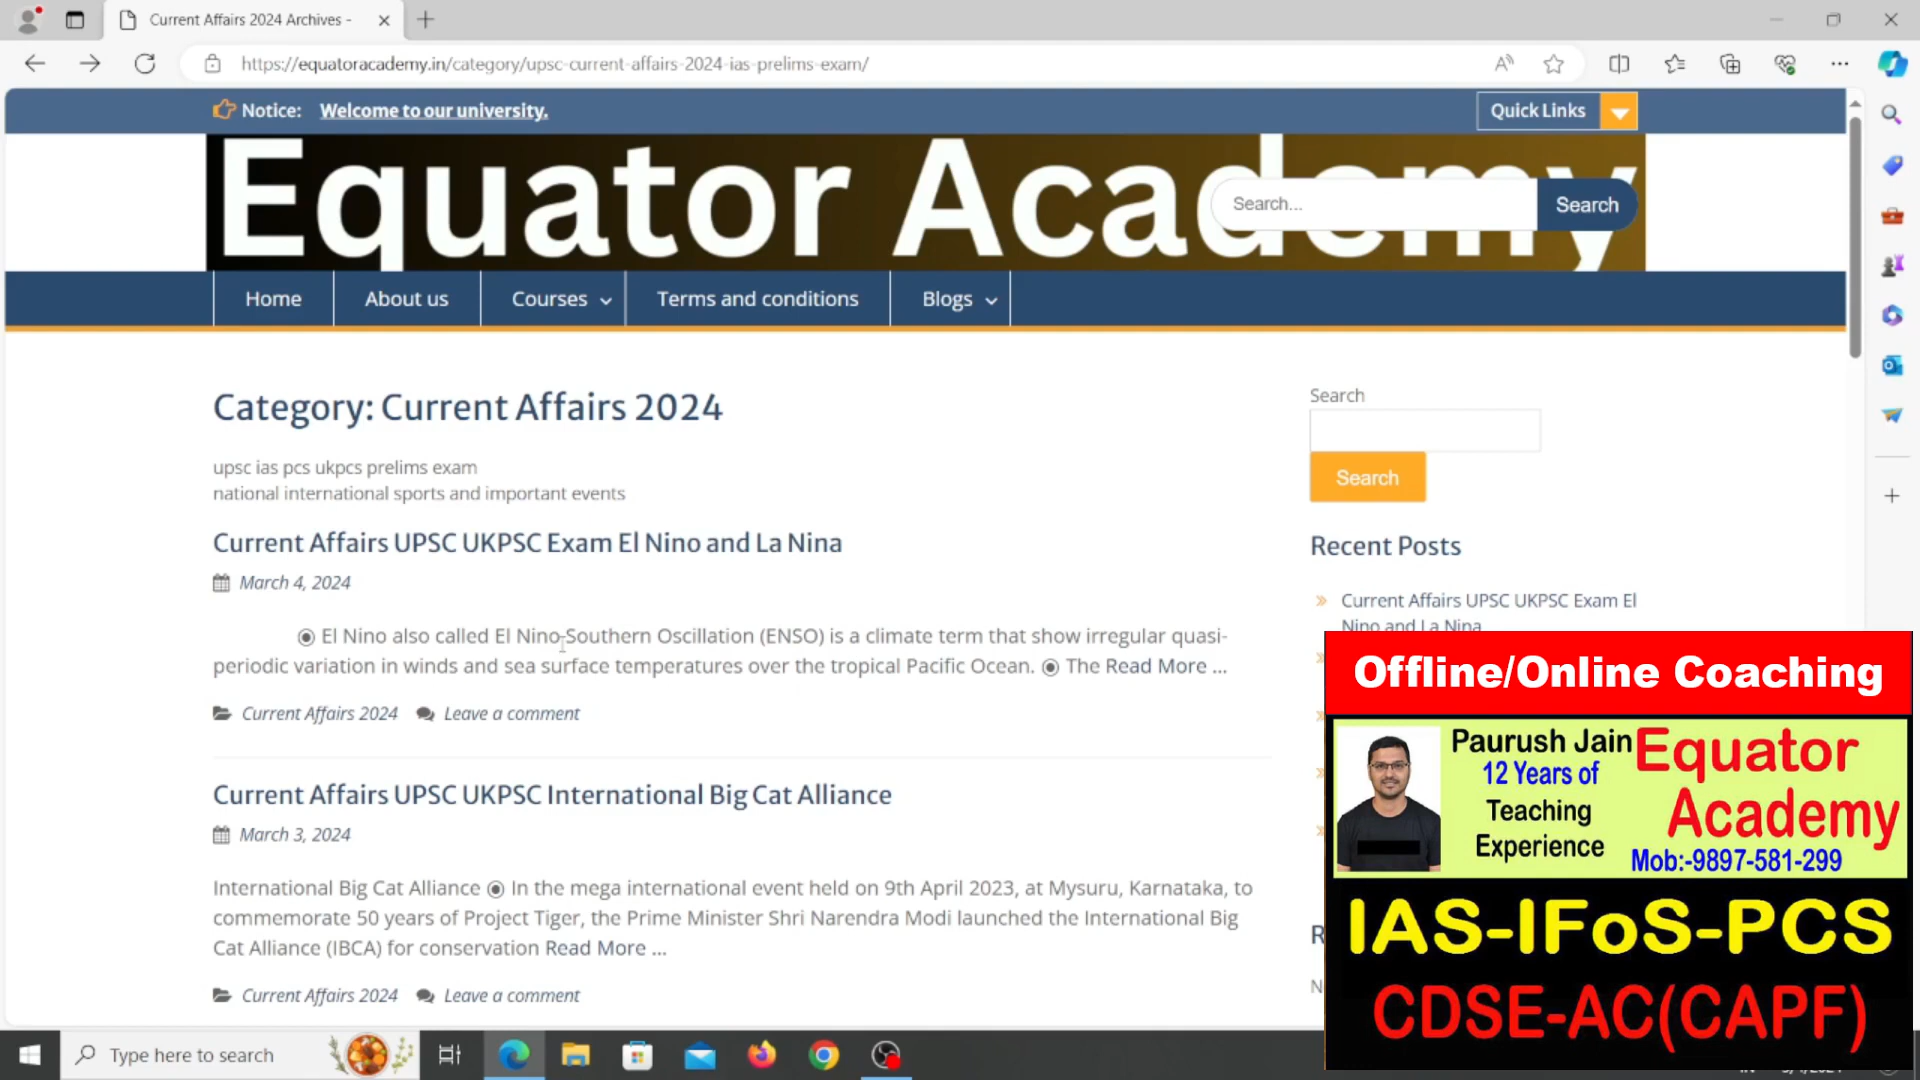 Current Affairs 2024 Archives -
https://equatoracademy.in/category/upsc-current-affairs-2024-ias-prelims-exam/
Notice: Welcome to our university.
Quick Links
Equator Academy
Search...
Search
Home
About us
Courses
Terms and conditions
Blogs
Category: Current Affairs 2024
upsc ias pcs ukpcs prelims exam
national international sports and important events
Current Affairs UPSC UKPSC Exam El Nino and La Nina
March 4, 2024
◉ El Nino also called El Nino-Southern Oscillation (ENSO) is a climate term that show irregular quasi-
periodic variation in winds and sea surface temperatures over the tropical Pacific Ocean. ◉ The Read More ...
Current Affairs 2024 Leave a comment
Current Affairs UPSC UKPSC International Big Cat Alliance
March 3, 2024
International Big Cat Alliance ◉ In the mega international event held on 9th April 2023, at Mysuru, Karnataka, to
commemorate 50 years of Project Tiger, the Prime Minister Shri Narendra Modi launched the International Big
Cat Alliance (IBCA) for conservation Read More ...
Current Affairs 2024 Leave a comment
Search
Search
Recent Posts
Current Affairs UPSC UKPSC Exam El
Nino and La Nina
Offline/Online Coaching
Paurush Jain
12 Years of
Teaching
Experience
Equator
Academy
Mob:-9897-581-299
IAS-IFoS-PCS
CDSE-AC(CAPF)
Type here to search